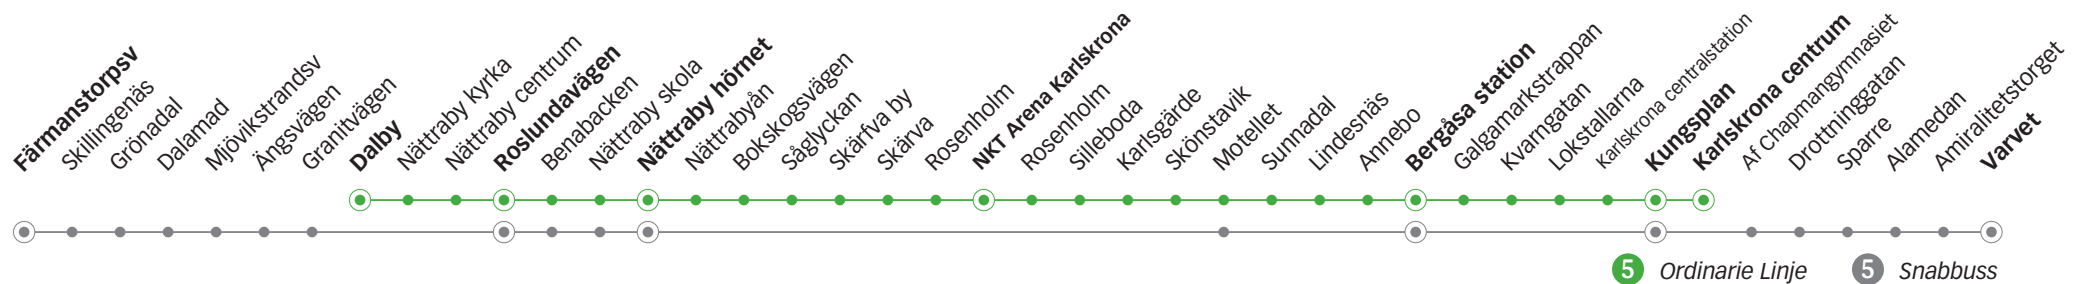 Färmanstorpsv
Skillingenäs
Grönadal
Dalamad
Mjövikstrandsv
Ängsvägen
Granitvägen
Dalby
Nättraby kyrka
Nättraby centrum
Roslundavägen
Benabacken
Nättraby skola
Nättraby hörnet
Nättrabyån
Bokskogsvägen
Såglyckan
Skärfva by
Skärva
Rosenholm
NKT Arena Karlskrona
Rosenholm
Silleboda
Karlsgärde
Skönstavik
Motellet
Sunnadal
Lindesnäs
Annebo
Bergåsa station
Galgamarkstrappan
Kvarngatan
Lokstallarna
Karlskrona centralstation
Kungsplan
Karlskrona centrum
Af Chapmangymnasiet
Drottninggatan
Sparre
Alamedan
Amiralitetstorget
Varvet
5 Ordinarie Linje 5 Snabbuss